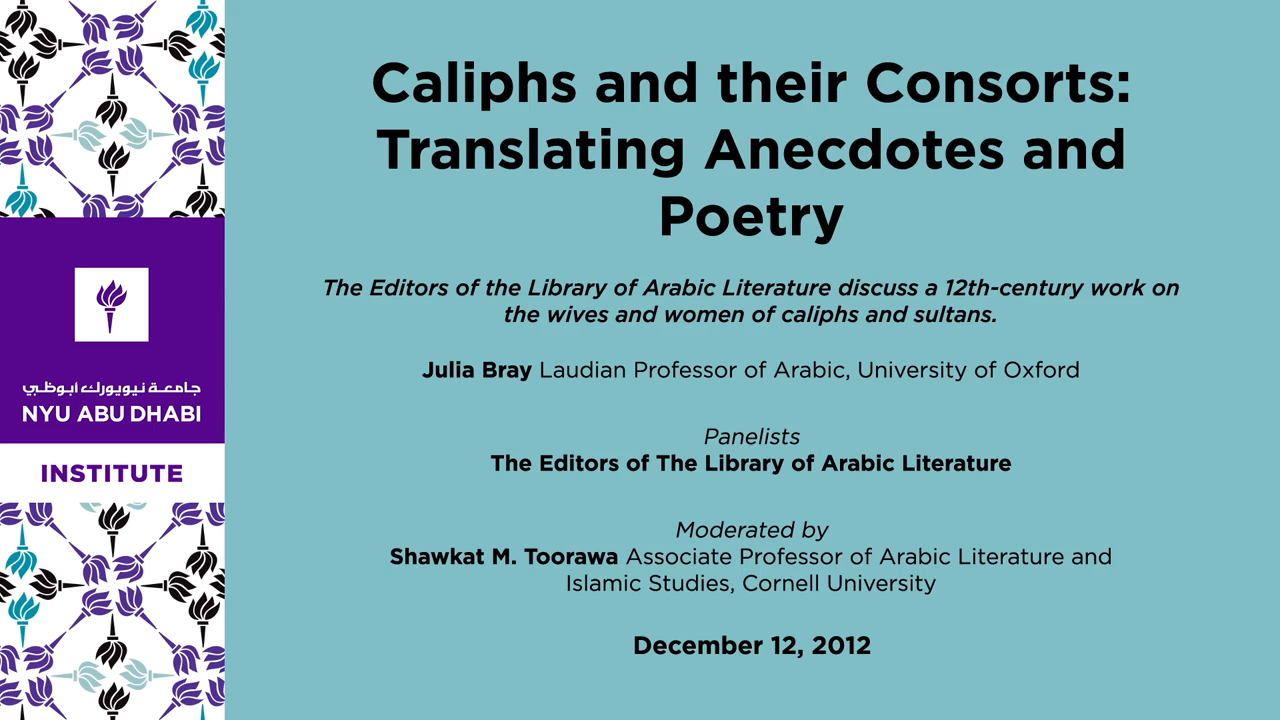 Caliphs and their Consorts:
Translating Anecdotes and
Poetry
The Editors of the Library of Arabic Literature discuss a 12th-century work on
the wives and women of caliphs and sultans.
Julia Bray Laudian Professor of Arabic, University of Oxford
Panelists
The Editors of The Library of Arabic Literature
Moderated by
Shawkat M. Toorawa Associate Professor of Arabic Literature and
Islamic Studies, Cornell University
December 12, 2012
جامعة نيويورك أبوظبي
NYU ABU DHABI
INSTITUTE